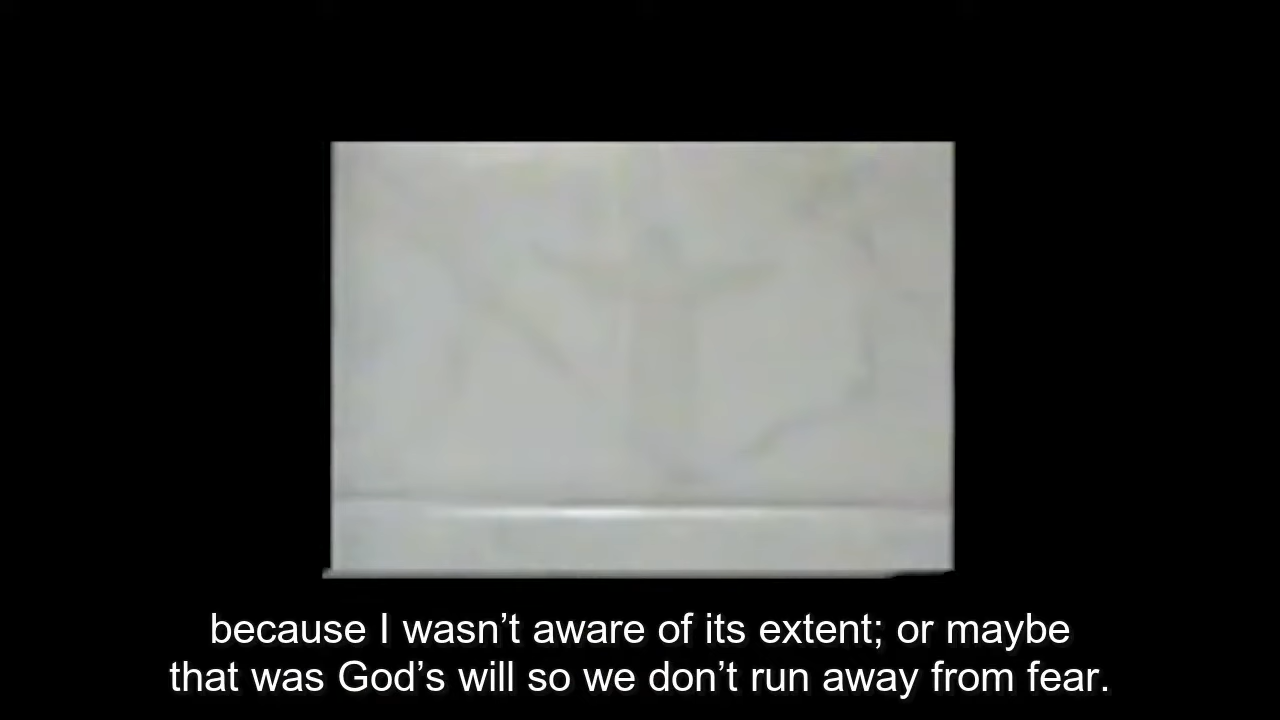 because I wasn’t aware of its extent; or maybe
that was God’s will so we don’t run away from fear.